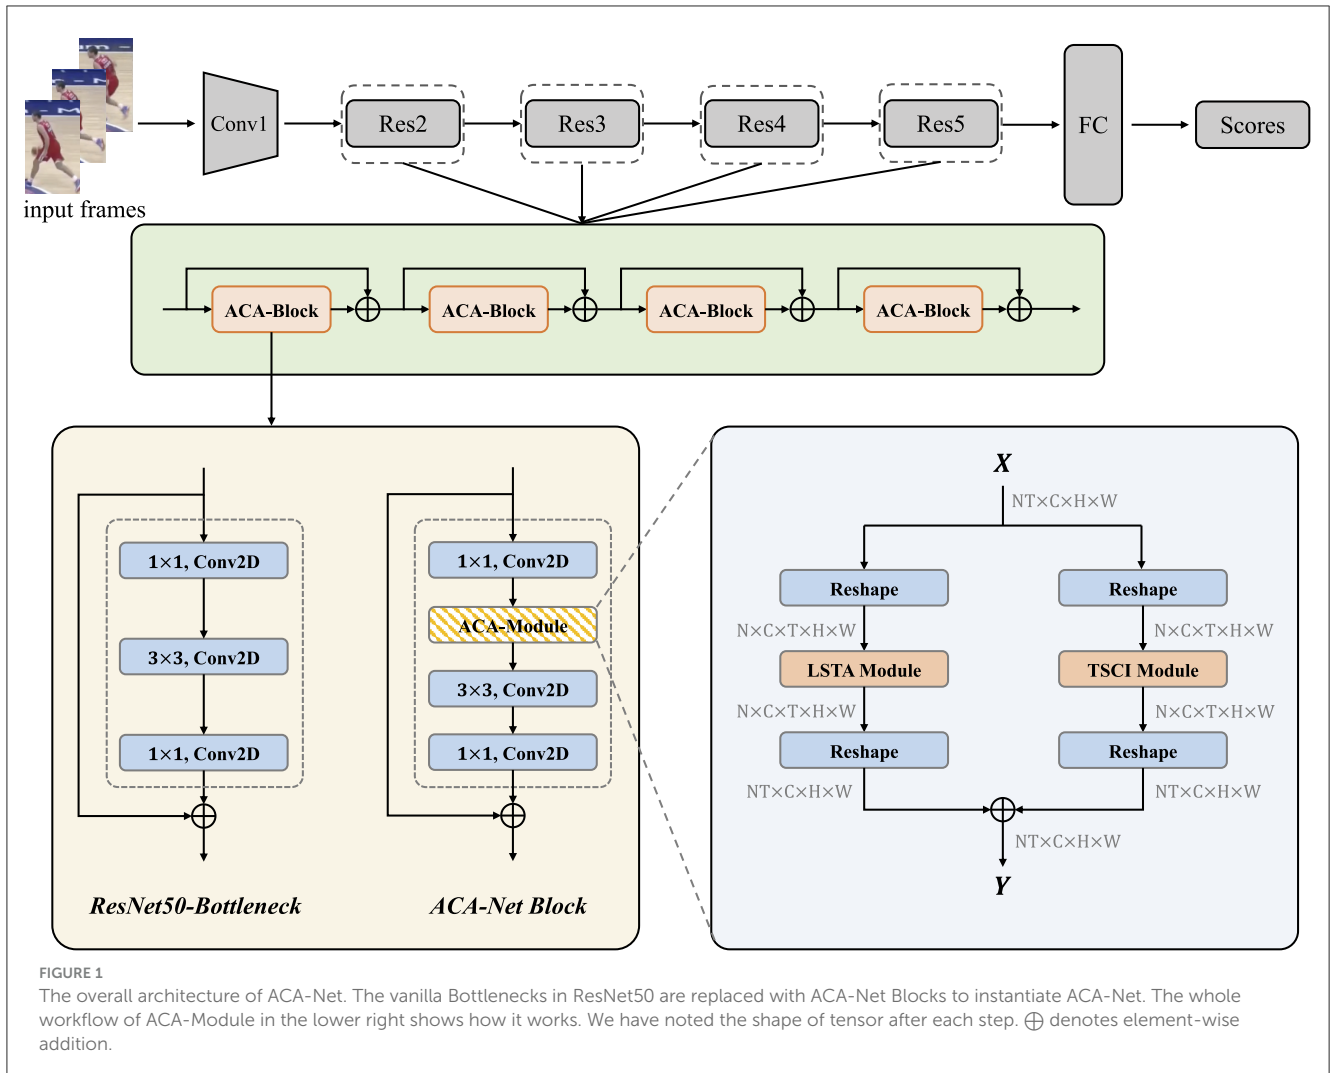 input frames
Conv1
Res2
Res3
Res4
Res5
FC
Scores
ACA-Block
ACA-Block
ACA-Block
ACA-Block
1×1, Conv2D
3×3, Conv2D
1×1, Conv2D
ResNet50-Bottleneck
1×1, Conv2D
ACA-Module
3×3, Conv2D
1×1, Conv2D
ACA-Net Block
X
NT×C×H×W
Reshape
Reshape
N×C×T×H×W
N×C×T×H×W
LSTA Module
TSCI Module
N×C×T×H×W
N×C×T×H×W
Reshape
Reshape
NT×C×H×W
NT×C×H×W
NT×C×H×W
Y
FIGURE 1
The overall architecture of ACA-Net. The vanilla Bottlenecks in ResNet50 are replaced with ACA-Net Blocks to instantiate ACA-Net. The whole
workflow of ACA-Module in the lower right shows how it works. We have noted the shape of tensor after each step. ⊕ denotes element-wise
addition.